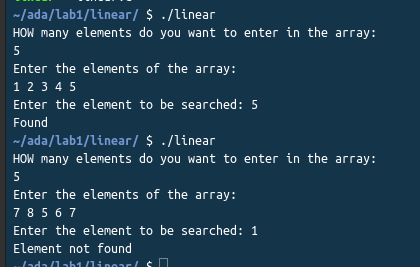 ~/ada/lab1/linear/ $ ./linear
HOW many elements do you want to enter in the array:
5
Enter the elements of the array:
1 2 3 4 5
Enter the element to be searched: 5
Found
~/ada/lab1/linear/ $ ./linear
HOW many elements do you want to enter in the array:
5
Enter the elements of the array:
7 8 5 6 7
Enter the element to be searched: 1
Element not found
~/ada/lab1/linear/ $